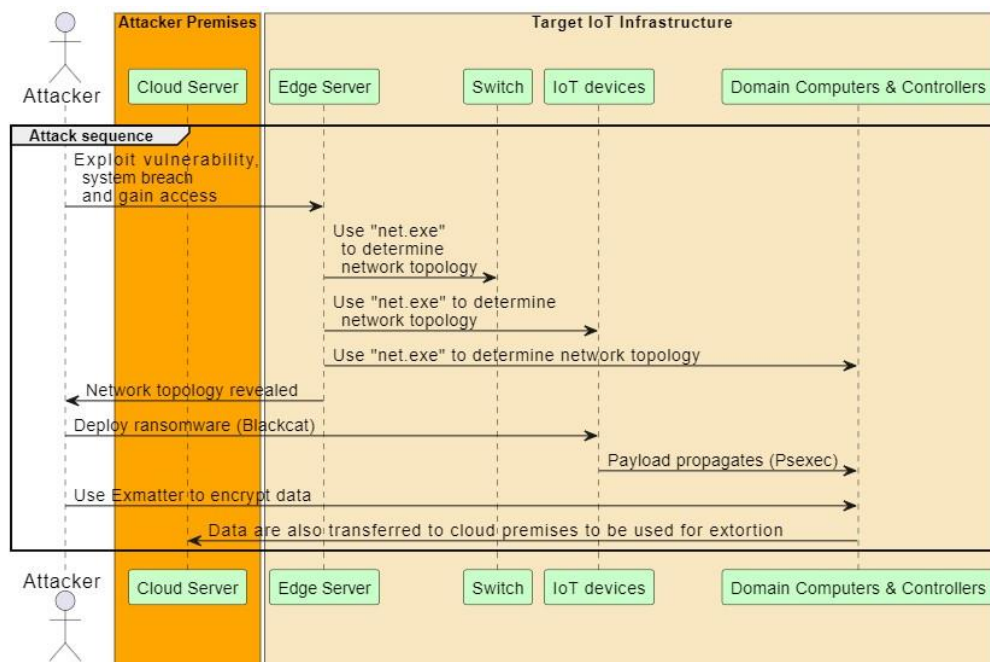 Attacker Premises
Target IoT Infrastructure
Attacker
Cloud Server
Edge Server
Switch
IoT devices
Domain Computers & Controllers
Attack sequence
Exploit vulnerability,
system breach
and gain access
Use "net.exe"
to determine
network topology
Use "net.exe" to determine
network topology
Use "net.exe" to determine network topology
Network topology revealed
Deploy ransomware (Blackcat)
Payload propagates (Psexec)
Use Exmatter to encrypt data
Data are also transferred to cloud premises to be used for extortion
Attacker
Cloud Server
Edge Server
Switch
IoT devices
Domain Computers & Controllers